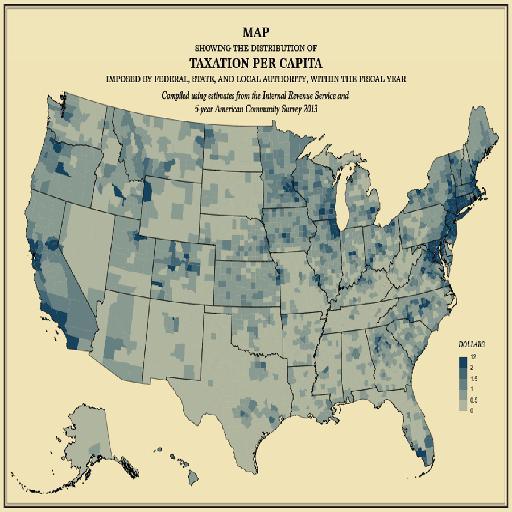 MAP
SHOWING THE DISTRIBUTION OF
TAXATION PER CAPITA
IMPOSED BY FEDERAL, STATE, AND LOCAL AUTHORITY, WITHIN THE FISCAL YEAR
Compiled using estimates from the Internal Revenue Service and
5-year American Community Survey 2013
DOLLARS
2
1.5
1
0.5
0